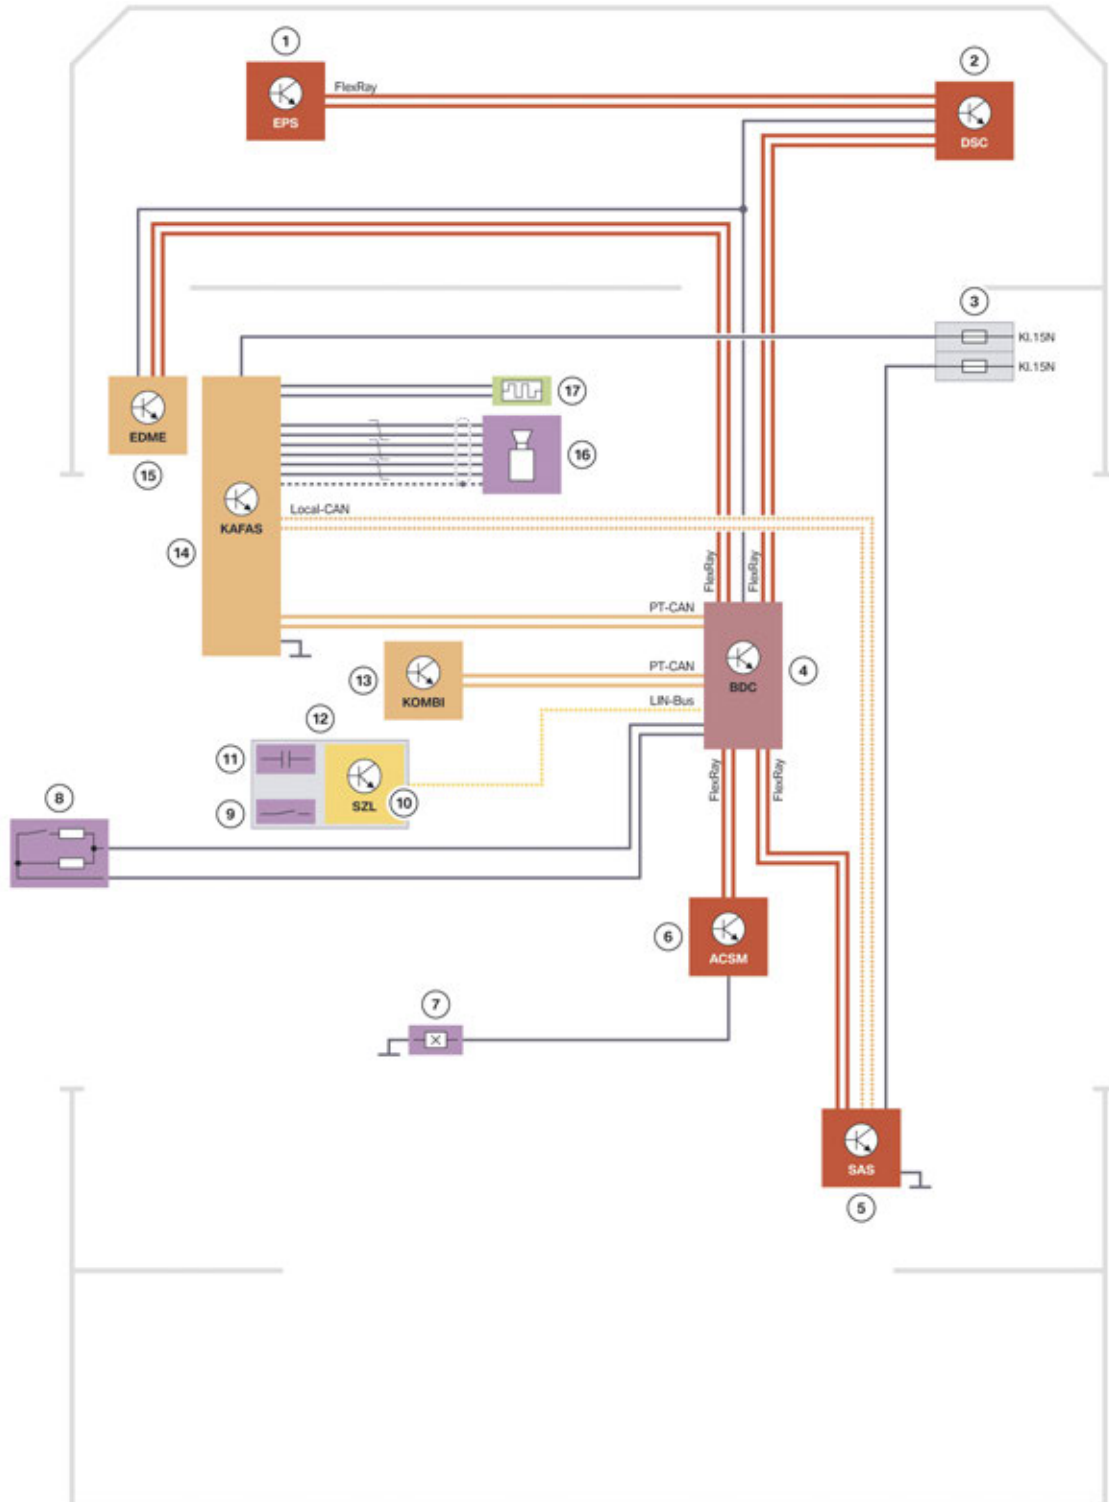 1
2
FlexRay
EPS
DSC
3
Kl.15N
Kl.15N
17
EDME
16
15
KAFAS
Local-CAN
14
FlexRay
FlexRay
PT-CAN
BDC
4
PT-CAN
13
KOMBI
LIN-Bus
12
11
SZL
10
9
8
FlexRay
FlexRay
6
ACSM
7
SAS
5